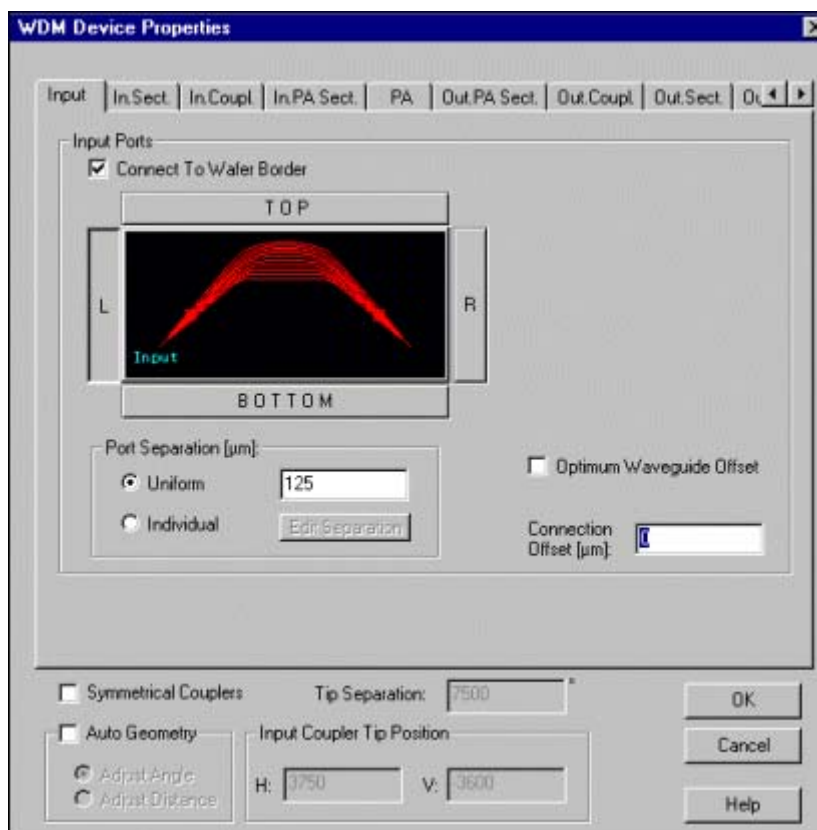 WDM Device Properties
Input In.Sect. In.Coupl. In.PA Sect. PA Out.PA Sect. Out.Coupl. Out.Sect.
Input Ports
Connect To Wafer Border
TOP
L
R
Input
BOTTOM
Port Separation [µm]:
Uniform 125
Optimum Waveguide Offset
Individual Edit Separation
Connection
Offset [µm]: 0
Symmetrical Couplers Tip Separation: 7500
OK
Auto Geometry Input Coupler Tip Position
Cancel
Adjust Angle
H: 3750 V: -3600
Adjust Distance
Help